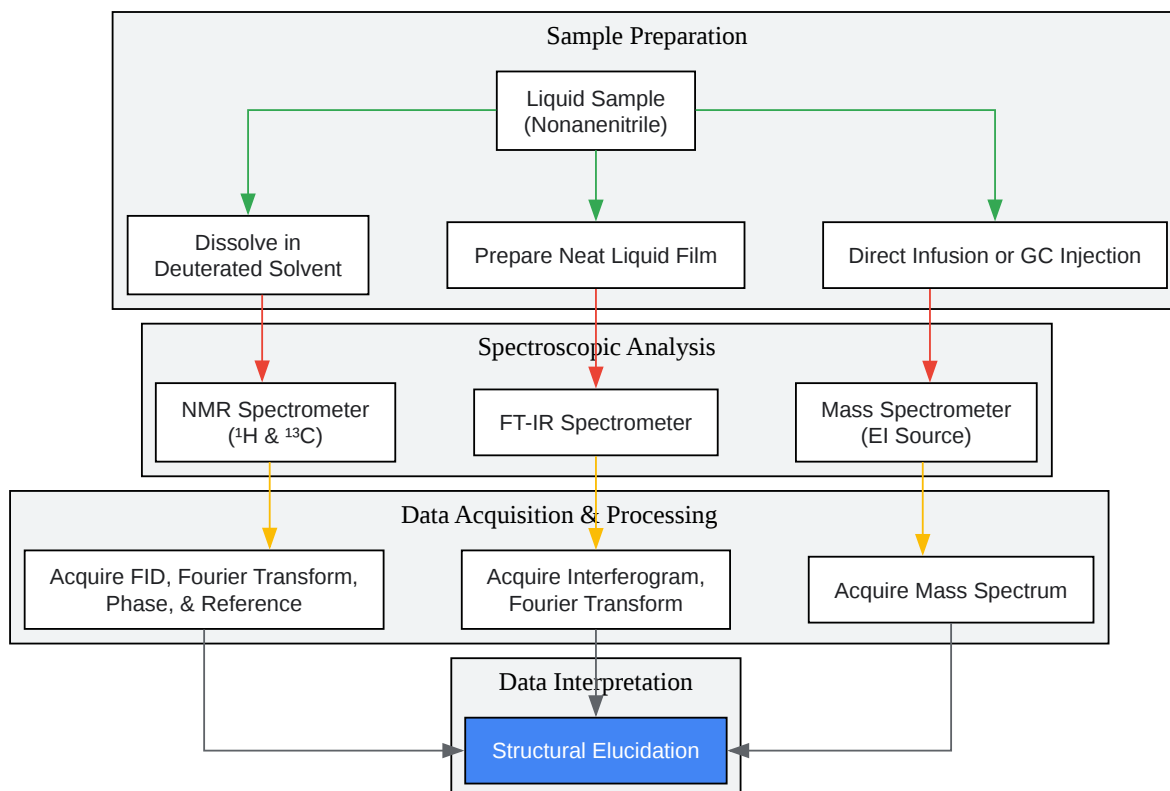 Sample Preparation
Liquid Sample
(Nonanenitrile)
Dissolve in
Deuterated Solvent
Prepare Neat Liquid Film
Direct Infusion or GC Injection
Spectroscopic Analysis
NMR Spectrometer
(¹H & ¹³C)
FT-IR Spectrometer
Mass Spectrometer
(EI Source)
Data Acquisition & Processing
Acquire FID, Fourier Transform,
Phase, & Reference
Acquire Interferogram,
Fourier Transform
Acquire Mass Spectrum
Data Interpretation
Structural Elucidation